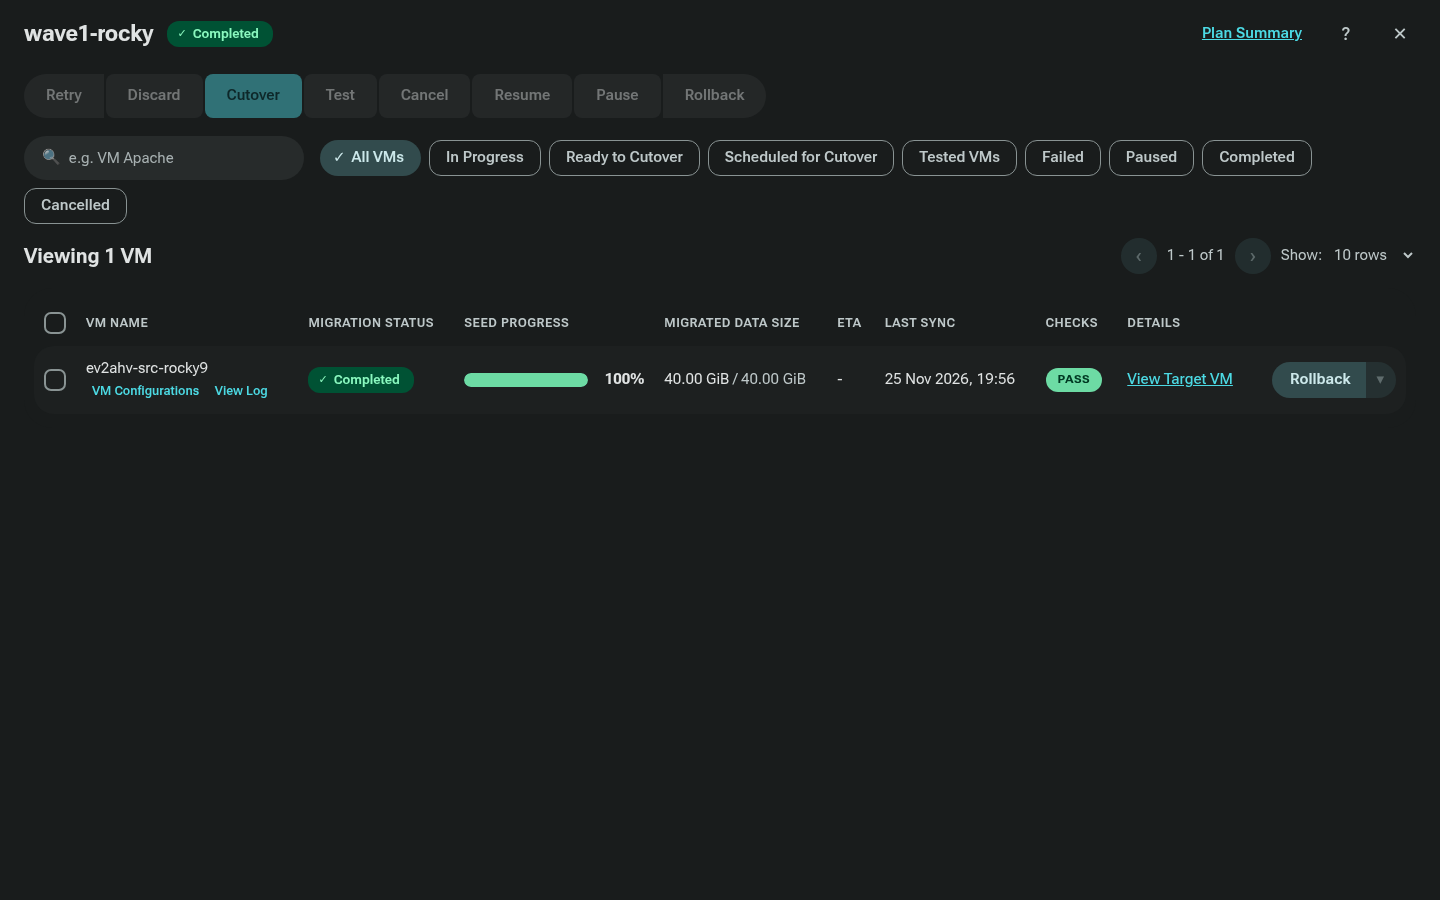 wave1-rocky ✓ Completed Plan Summary ? ✕
Retry Discard Cutover Test Cancel Resume Pause Rollback
e.g. VM Apache ✓ All VMs In Progress Ready to Cutover Scheduled for Cutover Tested VMs Failed Paused Completed
Cancelled
Viewing 1 VM ‹ 1 - 1 of 1 › Show: 10 rows
VM NAME MIGRATION STATUS SEED PROGRESS MIGRATED DATA SIZE ETA LAST SYNC CHECKS DETAILS
ev2ahv-src-rocky9 ✓ Completed 100% 40.00 GiB / 40.00 GiB - 25 Nov 2026, 19:56 PASS View Target VM Rollback ▾
VM Configurations View Log